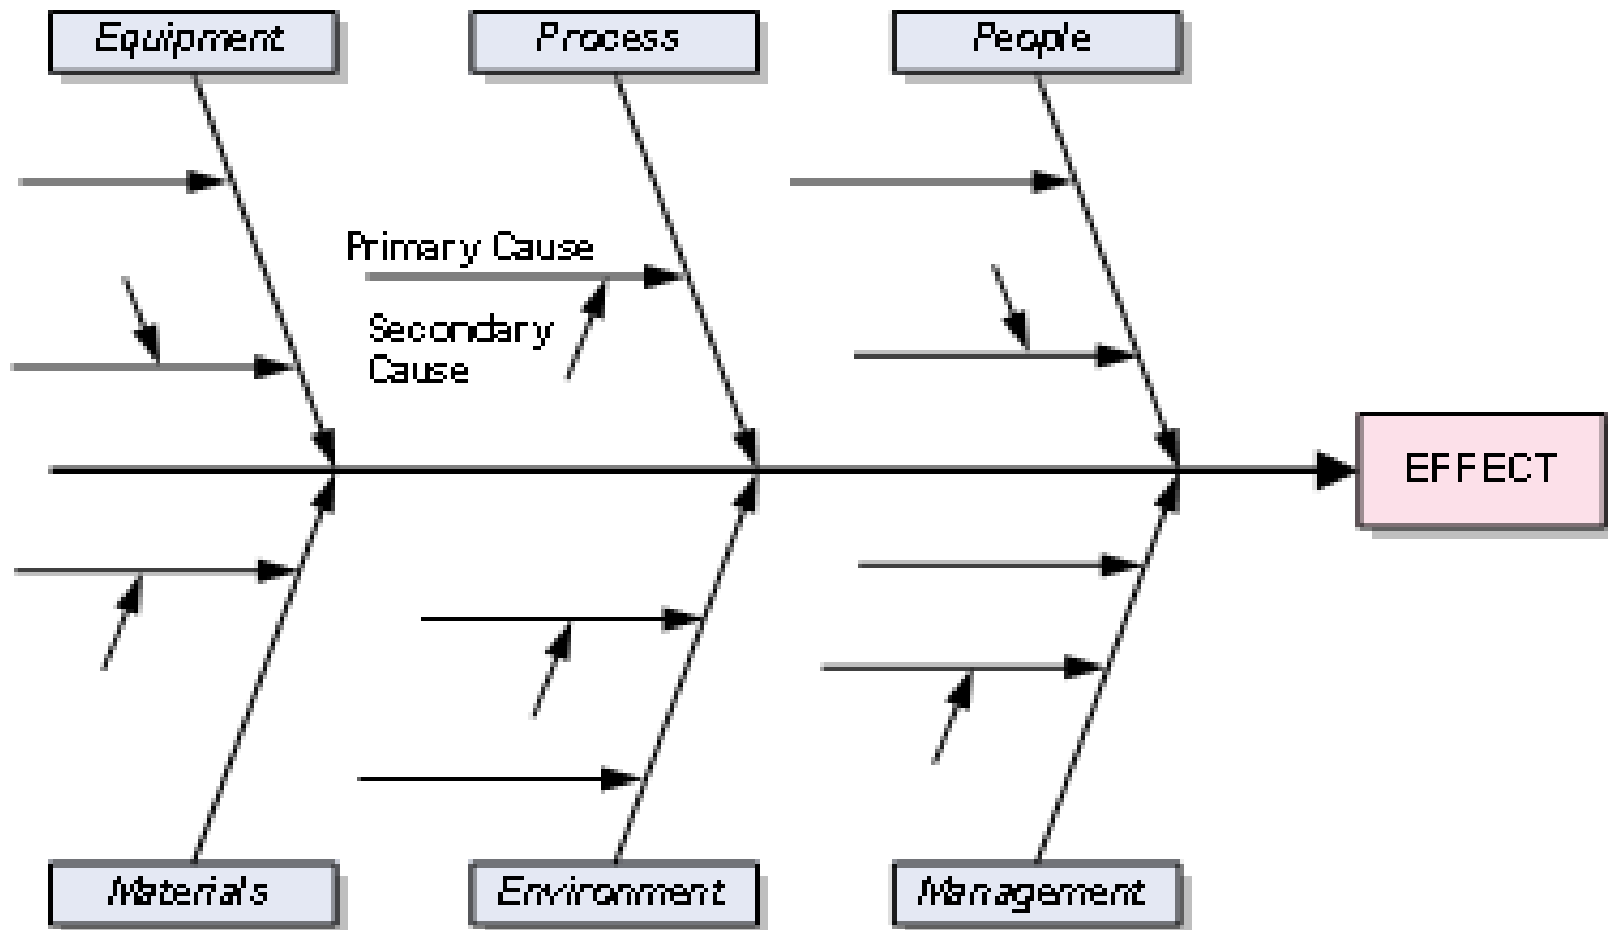 Equipment
Process
People
Primary Cause
Secondary
Cause
EFFECT
Materials
Environment
Management